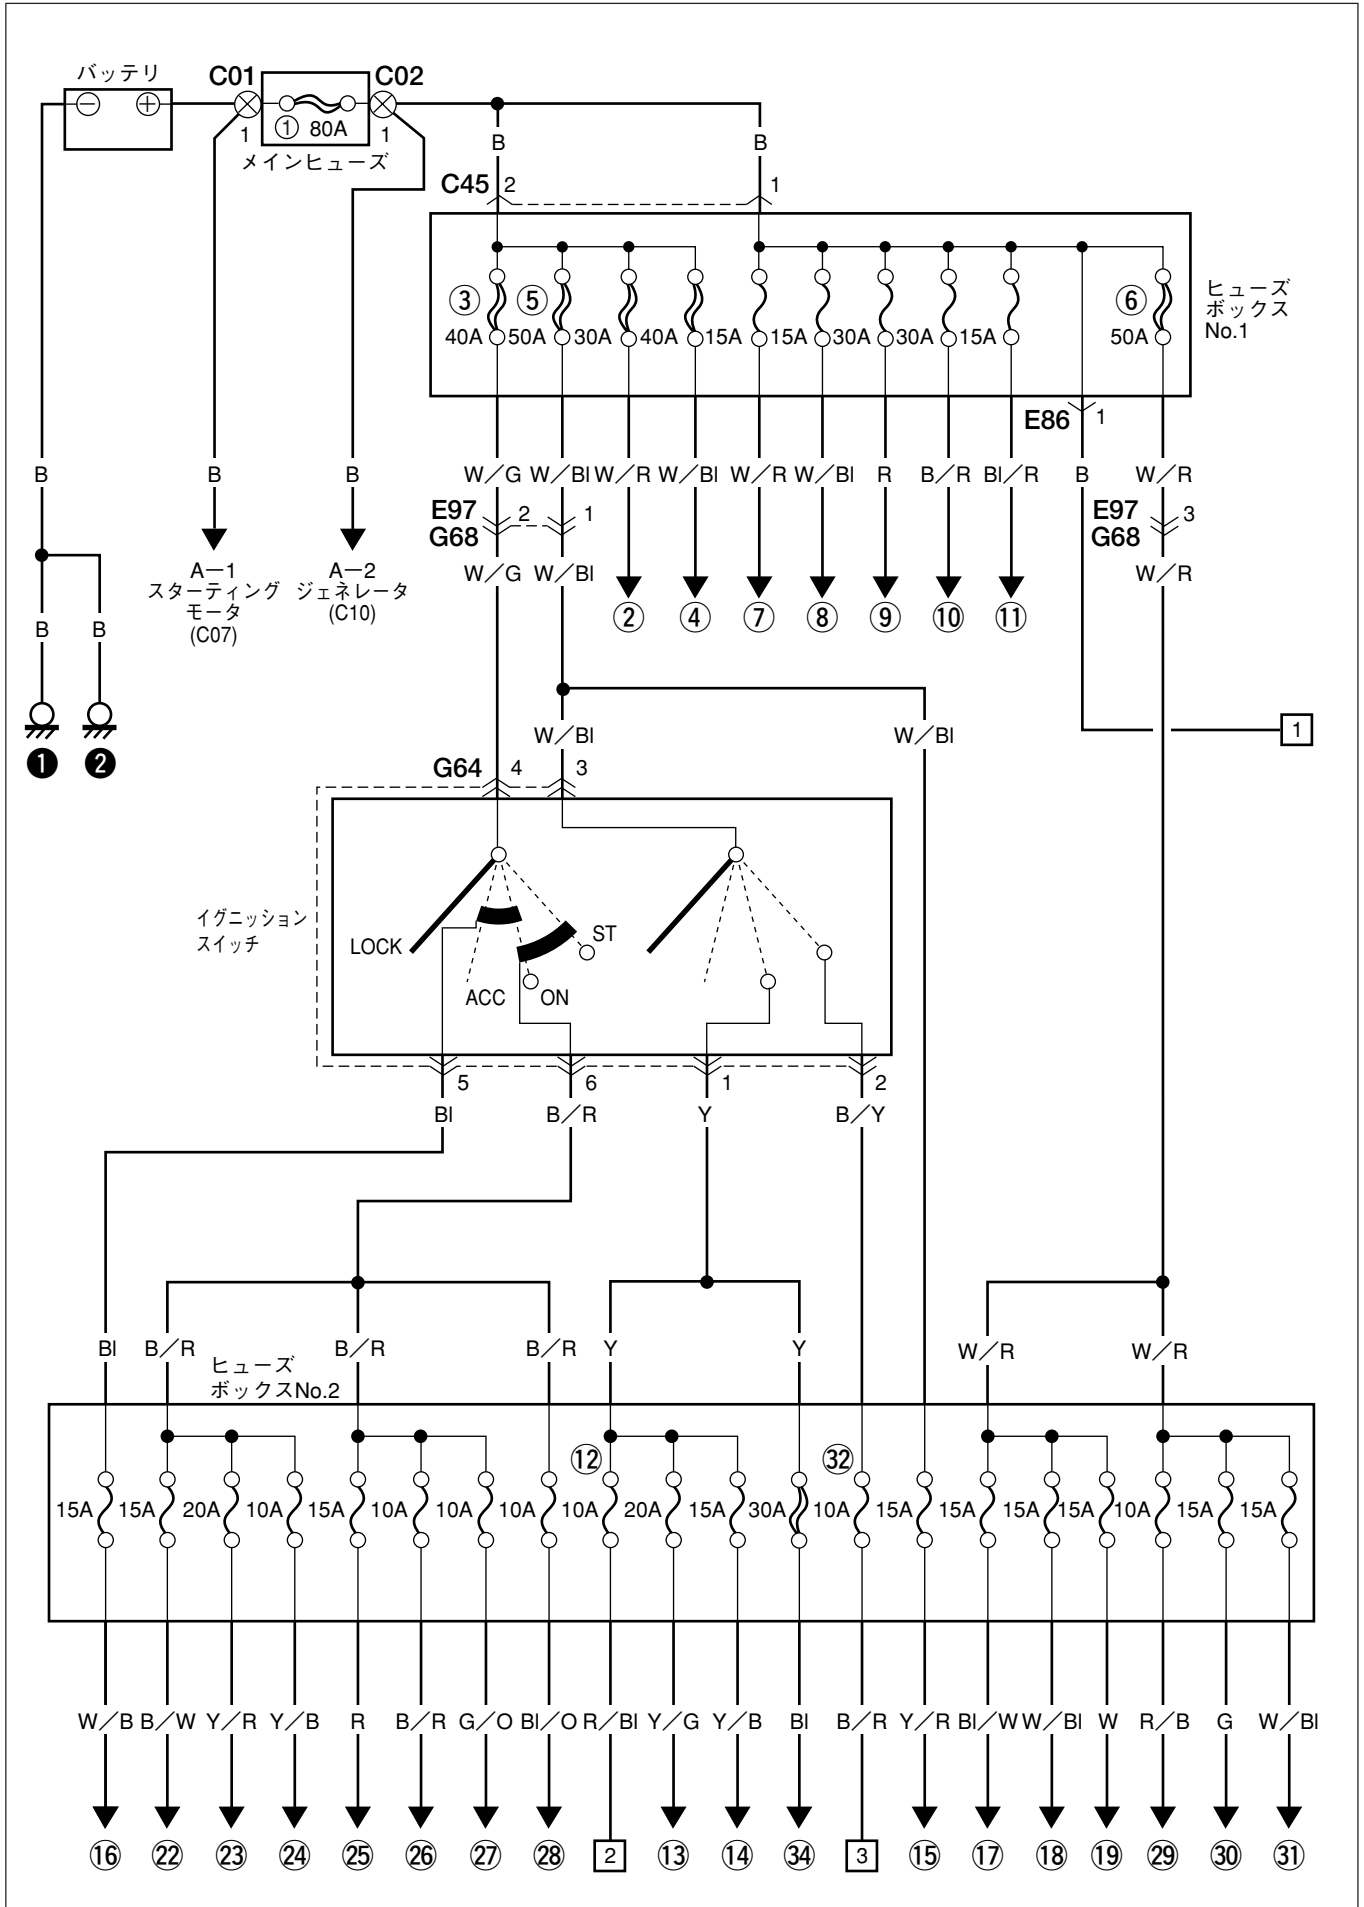 バッテリ
C01 C02
− +
① 80A
1 1
メインヒューズ
B B
C45 2 1
③ ⑤ ⑥
40A 50A 30A 40A 15A 15A 30A 30A 15A 50A
ヒューズ
ボックス
No.1
E86 1
B B B W/G W/Bl W/R W/Bl W/R W/Bl R B/R Bl/R B W/R
E97 2 1 E97 3
G68 G68
W/G W/Bl W/R
A−1
スターティング
モータ
(C07)
A−2
ジェネレータ
(C10)
② ④ ⑦ ⑧ ⑨ ⑩ ⑪
B B
❶ ❷
W/Bl W/Bl
1
G64 4 3
イグニッション
スイッチ
LOCK ACC ON ST
5 6 1 2
Bl B/R Y B/Y
Bl B/R B/R B/R Y Y W/R W/R
ヒューズ
ボックスNo.2
⑫ ㉜
15A 15A 20A 10A 15A 10A 10A 10A 10A 20A 15A 30A 10A 15A 15A 15A 15A 10A 15A 15A
W/B B/W Y/R Y/B R B/R G/O Bl/O R/Bl Y/G Y/B Bl B/R Y/R Bl/W W/Bl W R/B G W/Bl
⑯ ㉒ ㉓ ㉔ ㉕ ㉖ ㉗ ㉘ 2 ⑬ ⑭ ㉞ 3 ⑮ ⑰ ⑱ ⑲ ㉙ ㉚ ㉛